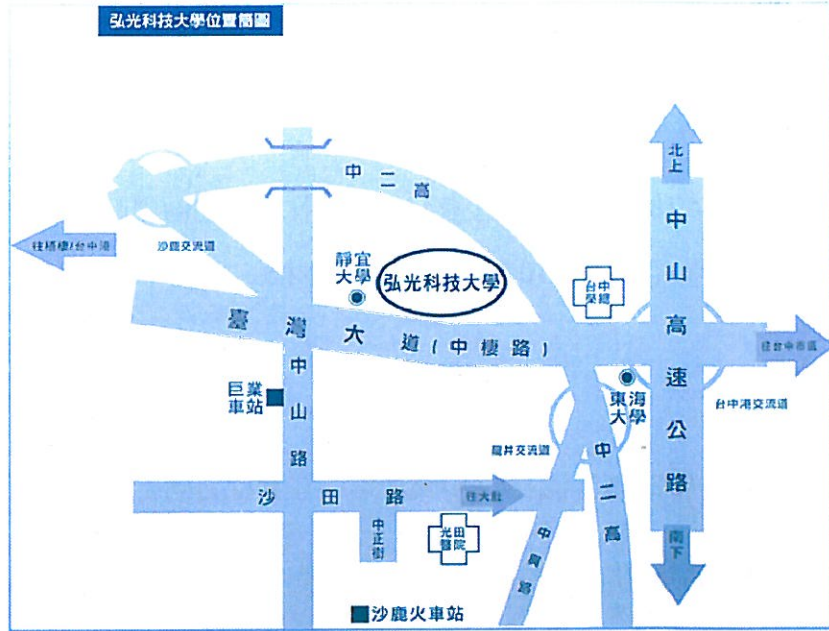 弘光科技大學位置簡圖
北上
中二高
中山高速公路
往梧棲/台中港
沙鹿交流道
靜宜
大學
弘光科技大學
台中
榮總
臺灣大道(中棲路)
往台中市區
中山路
巨業
車站
東海
大學
台中港交流道
龍井交流道
中二高
沙田路
往大肚
中正街
光田
醫院
南下
沙鹿火車站